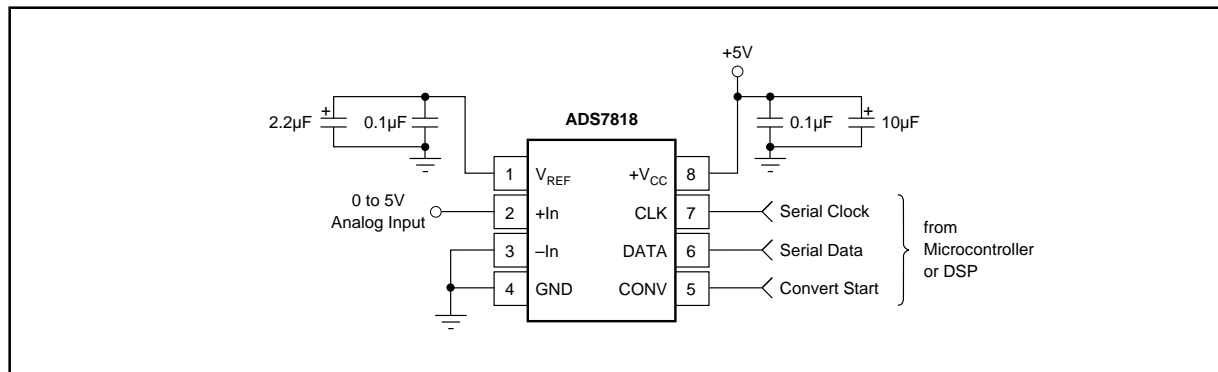 +5V
2.2µF
+
0.1µF
ADS7818
0.1µF
+
10µF
1
V_REF
+V_CC
8
0 to 5V
Analog Input
2
+In
CLK
7
Serial Clock
3
–In
DATA
6
Serial Data
4
GND
CONV
5
Convert Start
from
Microcontroller
or DSP